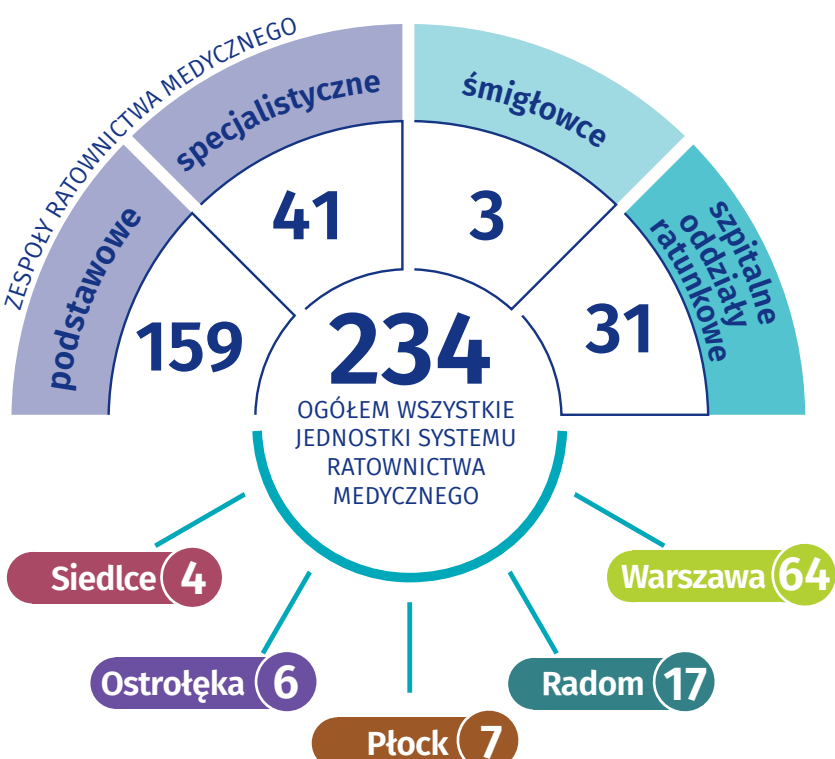 ZESPOŁY RATOWNICTWA MEDYCZNEGO
podstawowe
159
specjalistyczne
41
śmigłowce
3
szpitalne
oddziały
ratunkowe
31
234
OGÓŁEM WSZYSTKIE
JEDNOSTKI SYSTEMU
RATOWNICTWA
MEDYCZNEGO
Siedlce 4
Warszawa 64
Ostrołęka 6
Radom 17
Płock 7